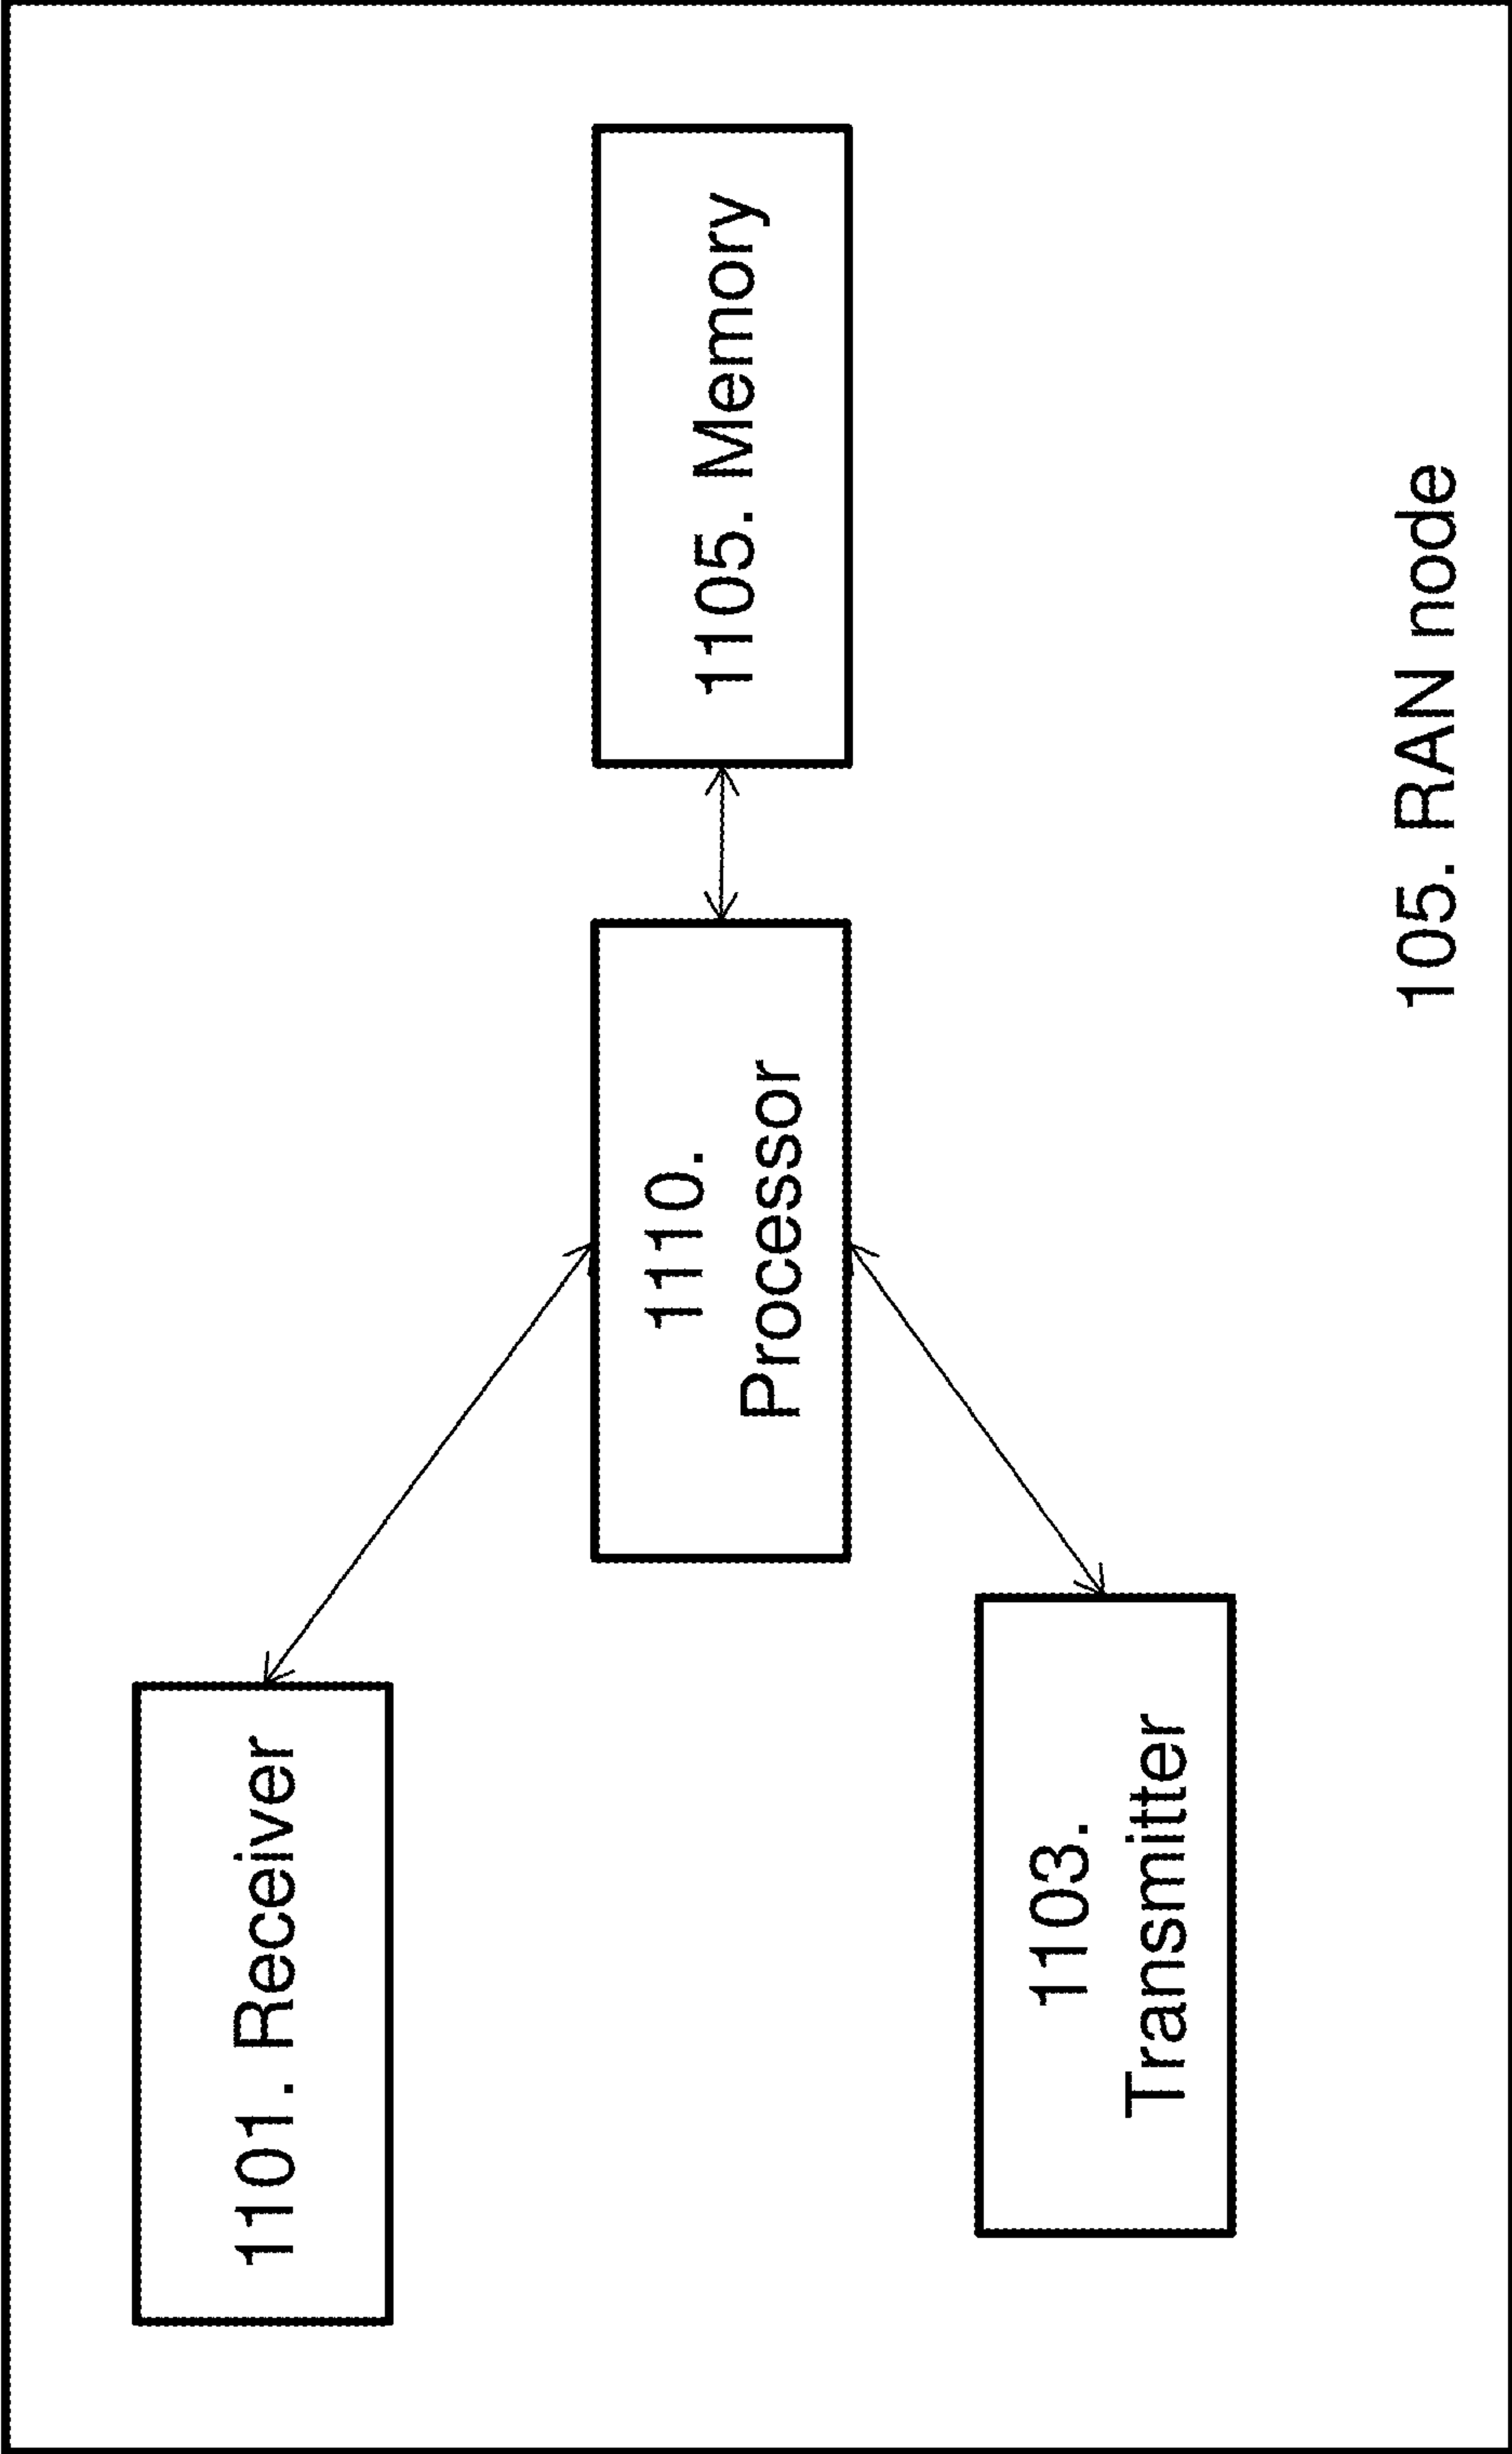 1101. Receiver
1110.
Processor
1105. Memory
1103.
Transmitter
105. RAN node